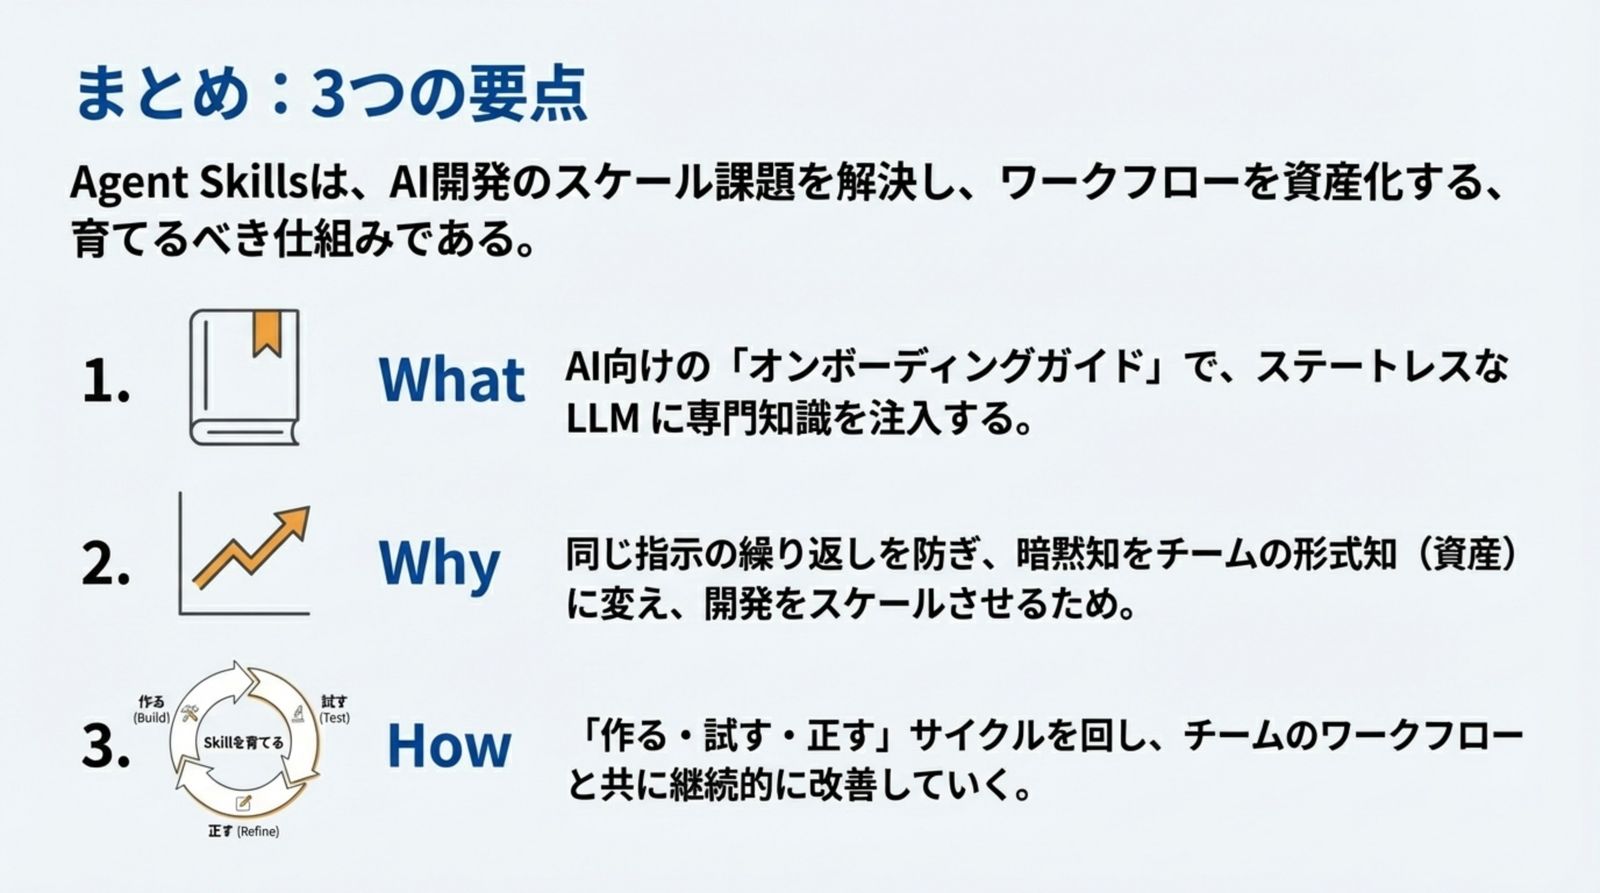 まとめ：3つの要点
Agent Skillsは、AI開発のスケール課題を解決し、ワークフローを資産化する、
育てるべき仕組みである。
1.
What
AI向けの「オンボーディングガイド」で、ステートレスな
LLM に専門知識を注入する。
2.
Why
同じ指示の繰り返しを防ぎ、暗黙知をチームの形式知（資産）
に変え、開発をスケールさせるため。
3.
作る
(Build)
試す
(Test)
Skillを育てる
正す (Refine)
How
「作る・試す・正す」サイクルを回し、チームのワークフロー
と共に継続的に改善していく。